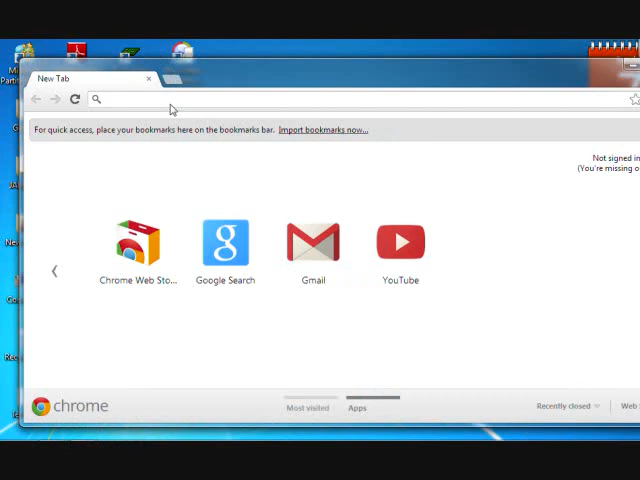 New Tab
For quick access, place your bookmarks here on the bookmarks bar. Import bookmarks now...
Not signed in
(You're missing o
Chrome Web Sto...
Google Search
Gmail
YouTube
chrome
Most visited
Apps
Recently closed
Web